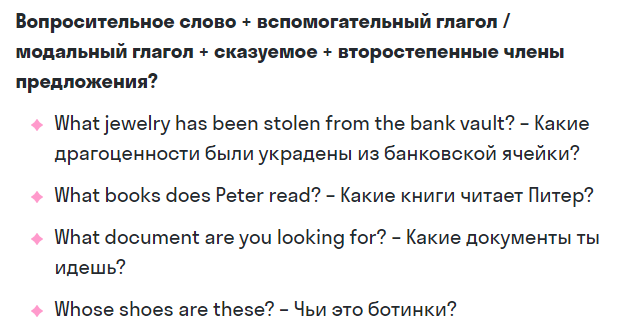 Вопросительное слово + вспомогательный глагол /
модальный глагол + сказуемое + второстепенные члены
предложения?
What jewelry has been stolen from the bank vault? – Какие
драгоценности были украдены из банковской ячейки?
What books does Peter read? – Какие книги читает Питер?
What document are you looking for? – Какие документы ты
идешь?
Whose shoes are these? – Чьи это ботинки?